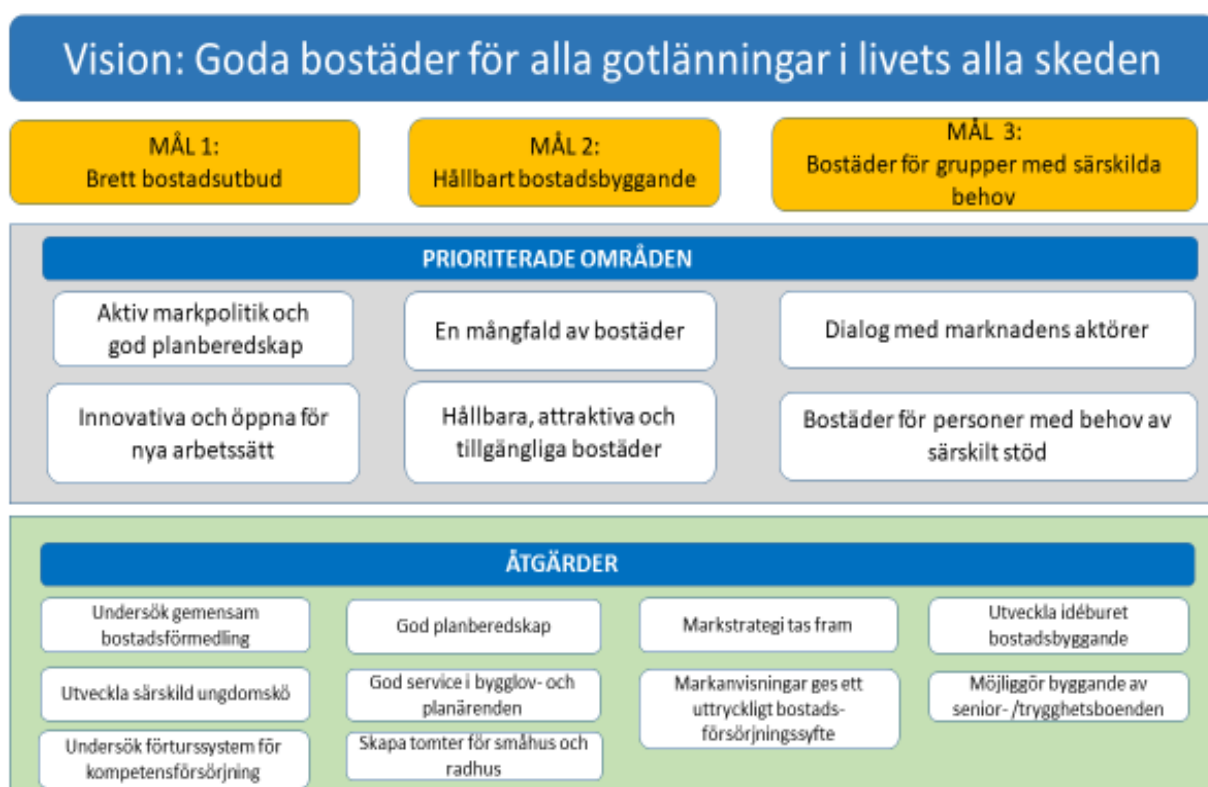 Vision: Goda bostäder för alla gotlänningar i livets alla skeden
MÅL 1:
Brett bostadsutbud
MÅL 2:
Hållbart bostadsbyggande
MÅL 3:
Bostäder för grupper med särskilda
behov
PRIORITERADE OMRÅDEN
Aktiv markpolitik och
god planberedskap
En mångfald av bostäder
Dialog med marknadens aktörer
Innovativa och öppna för
nya arbetssätt
Hållbara, attraktiva och
tillgängliga bostäder
Bostäder för personer med behov av
särskilt stöd
ÅTGÄRDER
Undersök gemensam
bostadsförmedling
God planberedskap
Markstrategi tas fram
Utveckla idéburet
bostadsbyggande
Utveckla särskild ungdomskö
God service i bygglov- och
planärenden
Markanvisningar ges ett
uttryckligt bostads-
försörjningssyfte
Möjliggör byggande av
senior- /trygghetsboenden
Undersök förturssystem för
kompetensförsörjning
Skapa tomter för småhus och
radhus